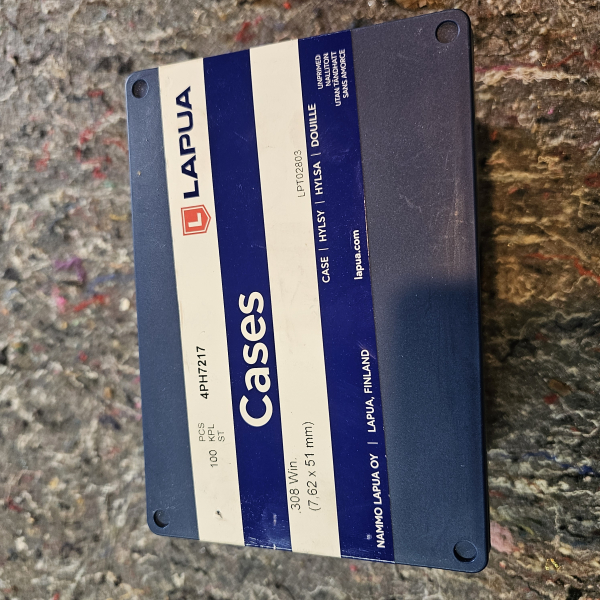 LAPUA
PCS
100 KPL
ST
4PH7217
Cases
.308 Win.
(7,62 x 51 mm)
LPT02803
CASE | HYLSY | HYLSA | DOUILLE
UNPRIMED
NALLITON
UTAN TÄNDHATT
SANS AMORCE
NAMMO LAPUA OY | LAPUA, FINLAND
lapua.com